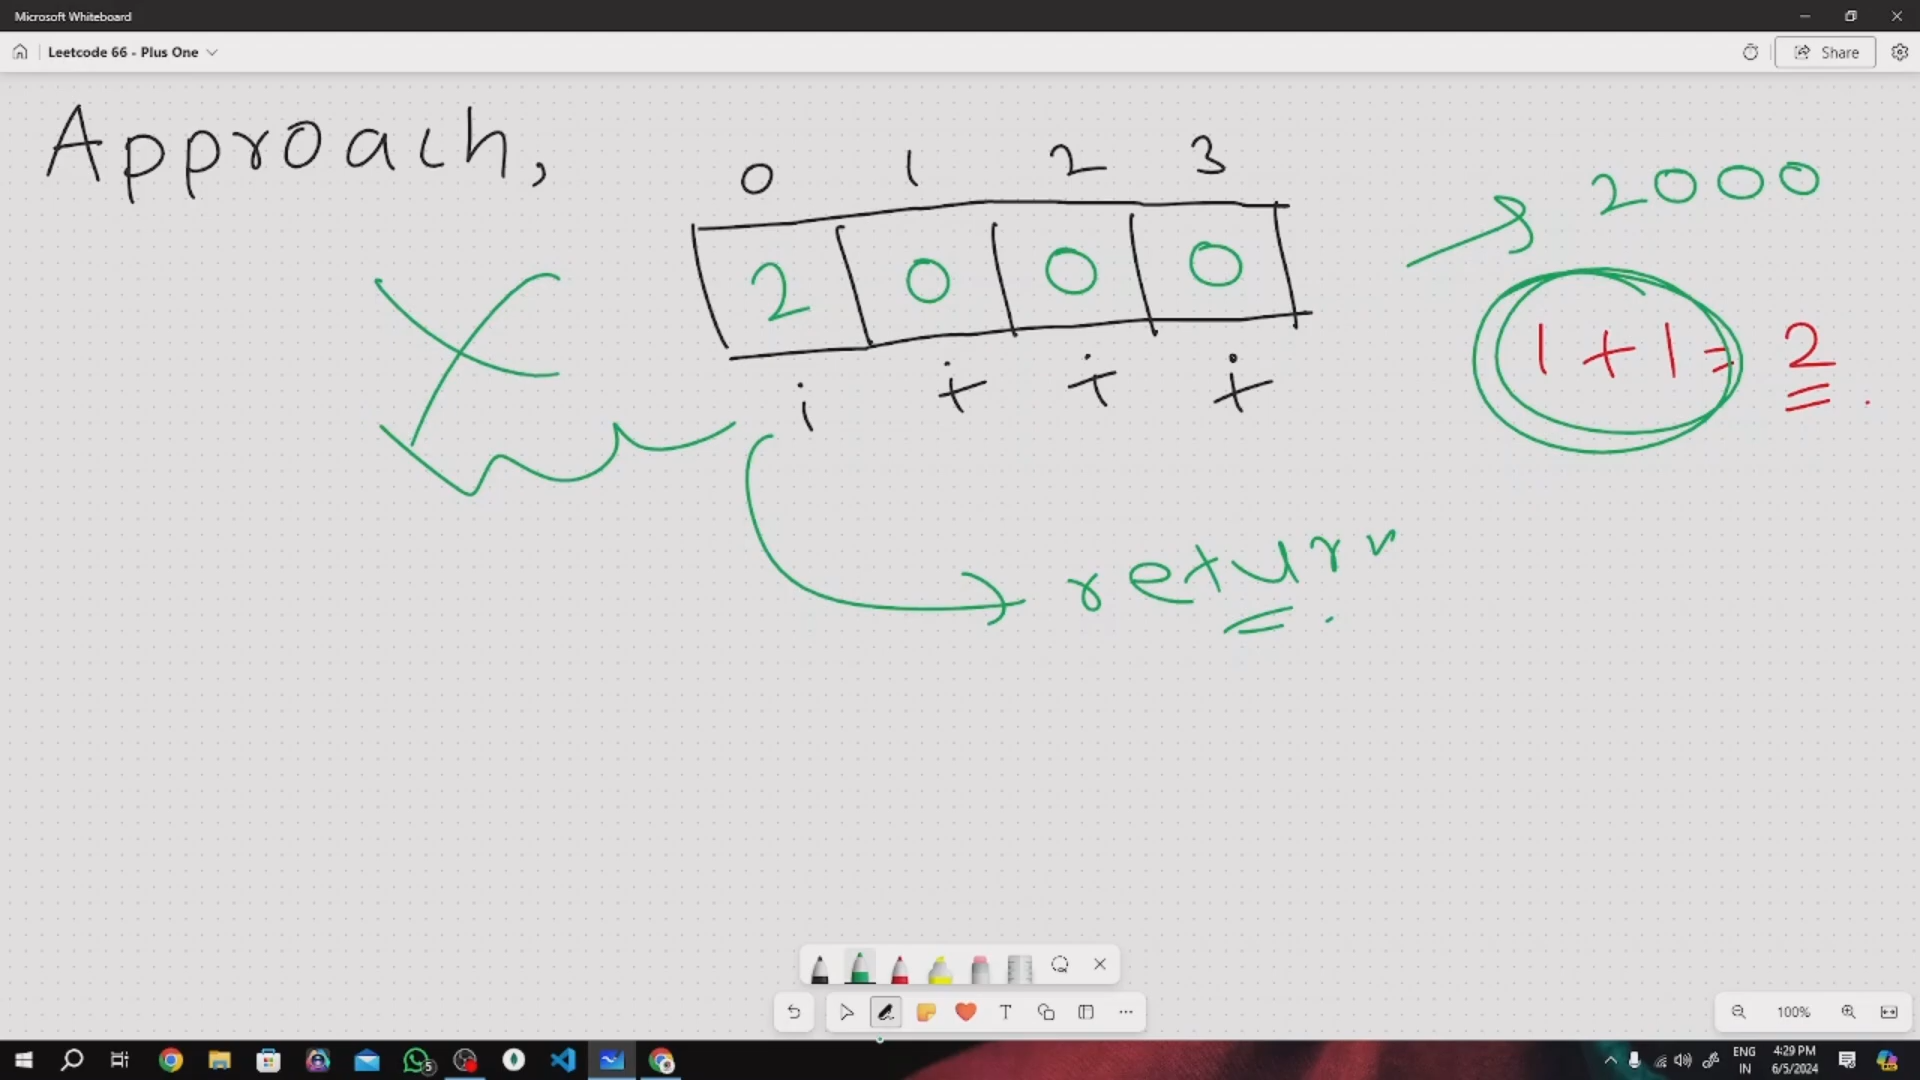 Microsoft Whiteboard
Leetcode 66 - Plus One
Share
Approach,
0 1 2 3
2 0 0 0
i i i i
2000
1 + 1 = 2
return
100%
5
ENG
IN
4:29 PM
6/5/2024